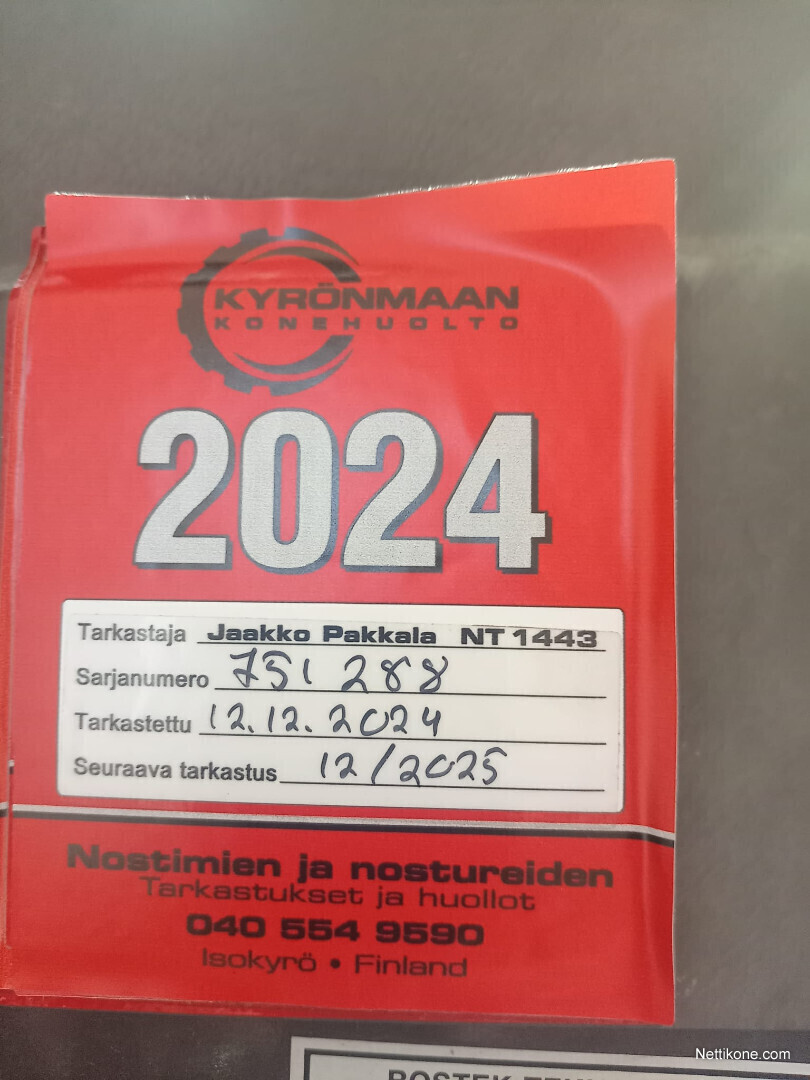 KYRÖNMAAN
KONEHUOLTO
2024
Tarkastaja Jaakko Pakkala NT 1443
Sarjanumero 751 288
Tarkastettu 12.12.2024
Seuraava tarkastus 12/2025
Nostimien ja nostureiden
Tarkastukset ja huollot
040 554 9590
Isokyrö • Finland
Nettikone.com